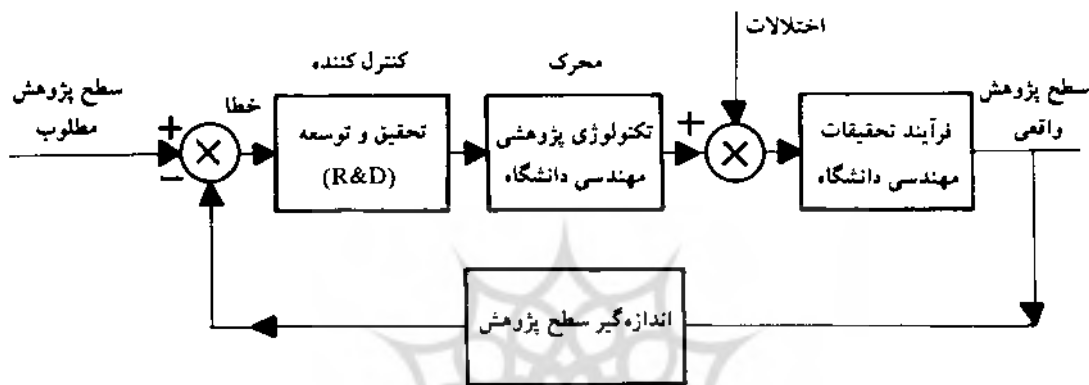 اختلالات
کنترل کننده
محرک
سطح پژوهش
مطلوب
خطا
سطح پژوهش
واقعی
+
−
تحقیق و توسعه
(R&D)
تکنولوژی پژوهشی
مهندسی دانشگاه
+
فرآیند تحقیقات
مهندسی دانشگاه
اندازه‌گیر سطح پژوهش